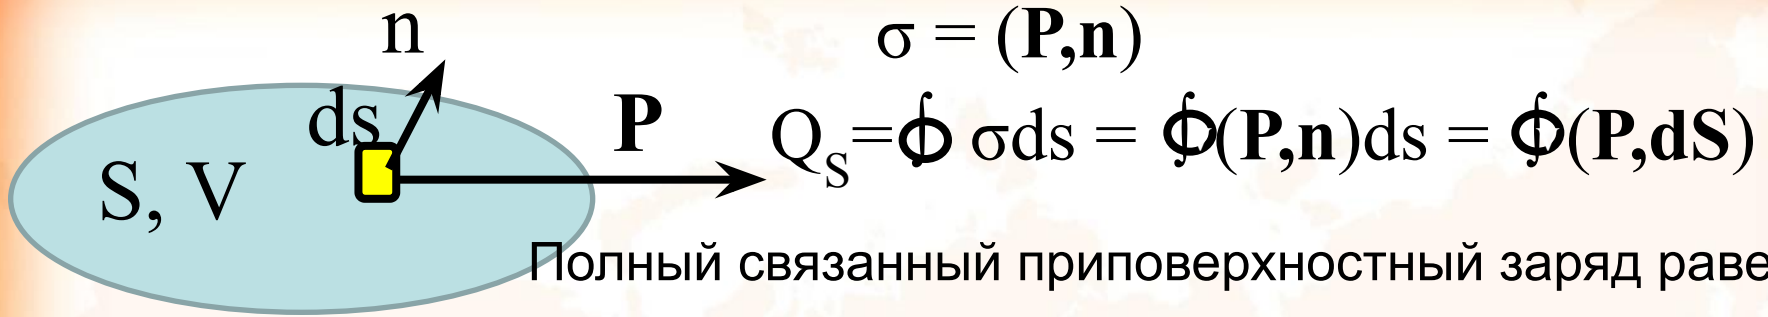 n
σ = (P,n)
ds
P
Q_S=∮ σds = ∮(P,n)ds = ∮(P,dS)
S, V
Полный связанный приповерхностный заряд раве